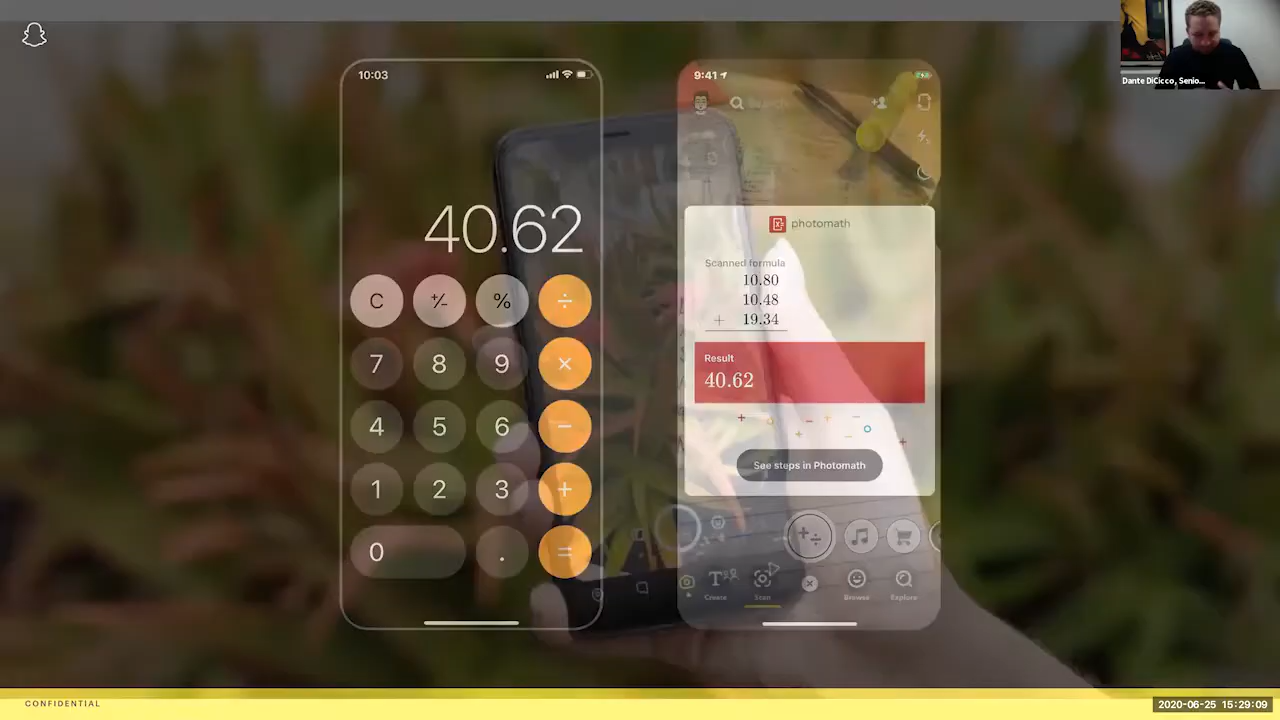 Dante DiCicco, Senio...
10:03
40.62
C
+/-
%
÷
7
8
9
×
4
5
6
−
1
2
3
+
0
.
=
9:41
Search
photomath
Scanned formula
10.80
10.48
+ 19.34
Result
40.62
See steps in Photomath
Create
Scan
Browse
Explore
CONFIDENTIAL
2020-06-25 15:29:09